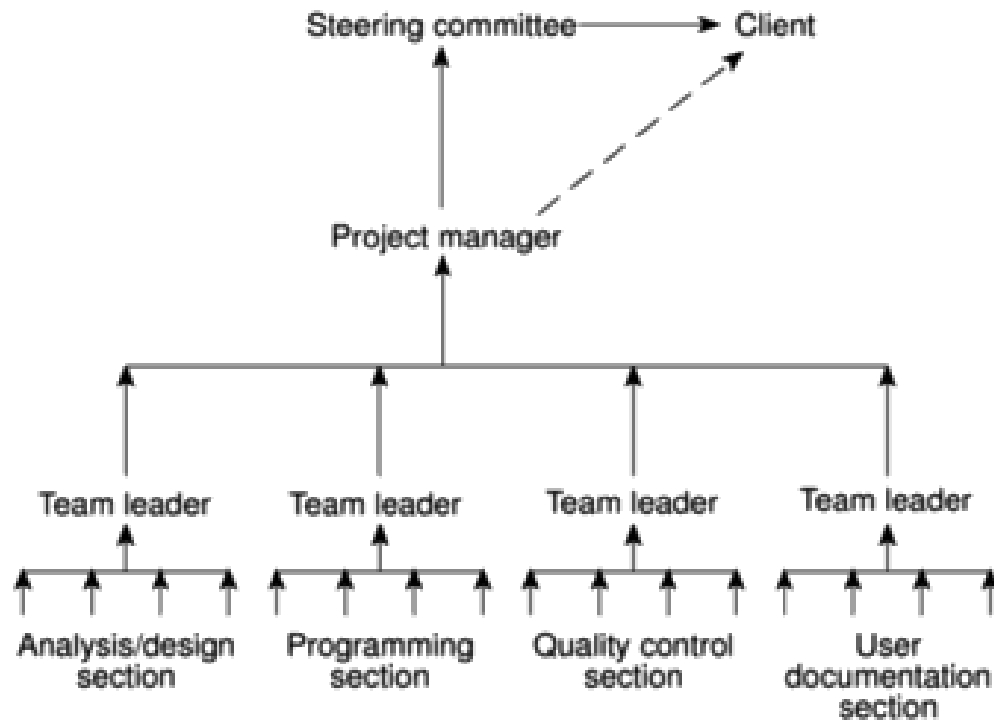 Steering committee
Client
Project manager
Team leader
Team leader
Team leader
Team leader
Analysis/design
section
Programming
section
Quality control
section
User
documentation
section